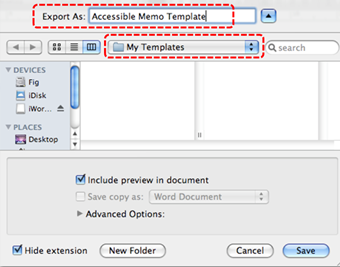 Export As: Accessible Memo Template
My Templates
search
DEVICES
Fig
iDisk
iWor...
PLACES
Desktop
Include preview in document
Save copy as: Word Document
Advanced Options:
Hide extension New Folder Cancel Save